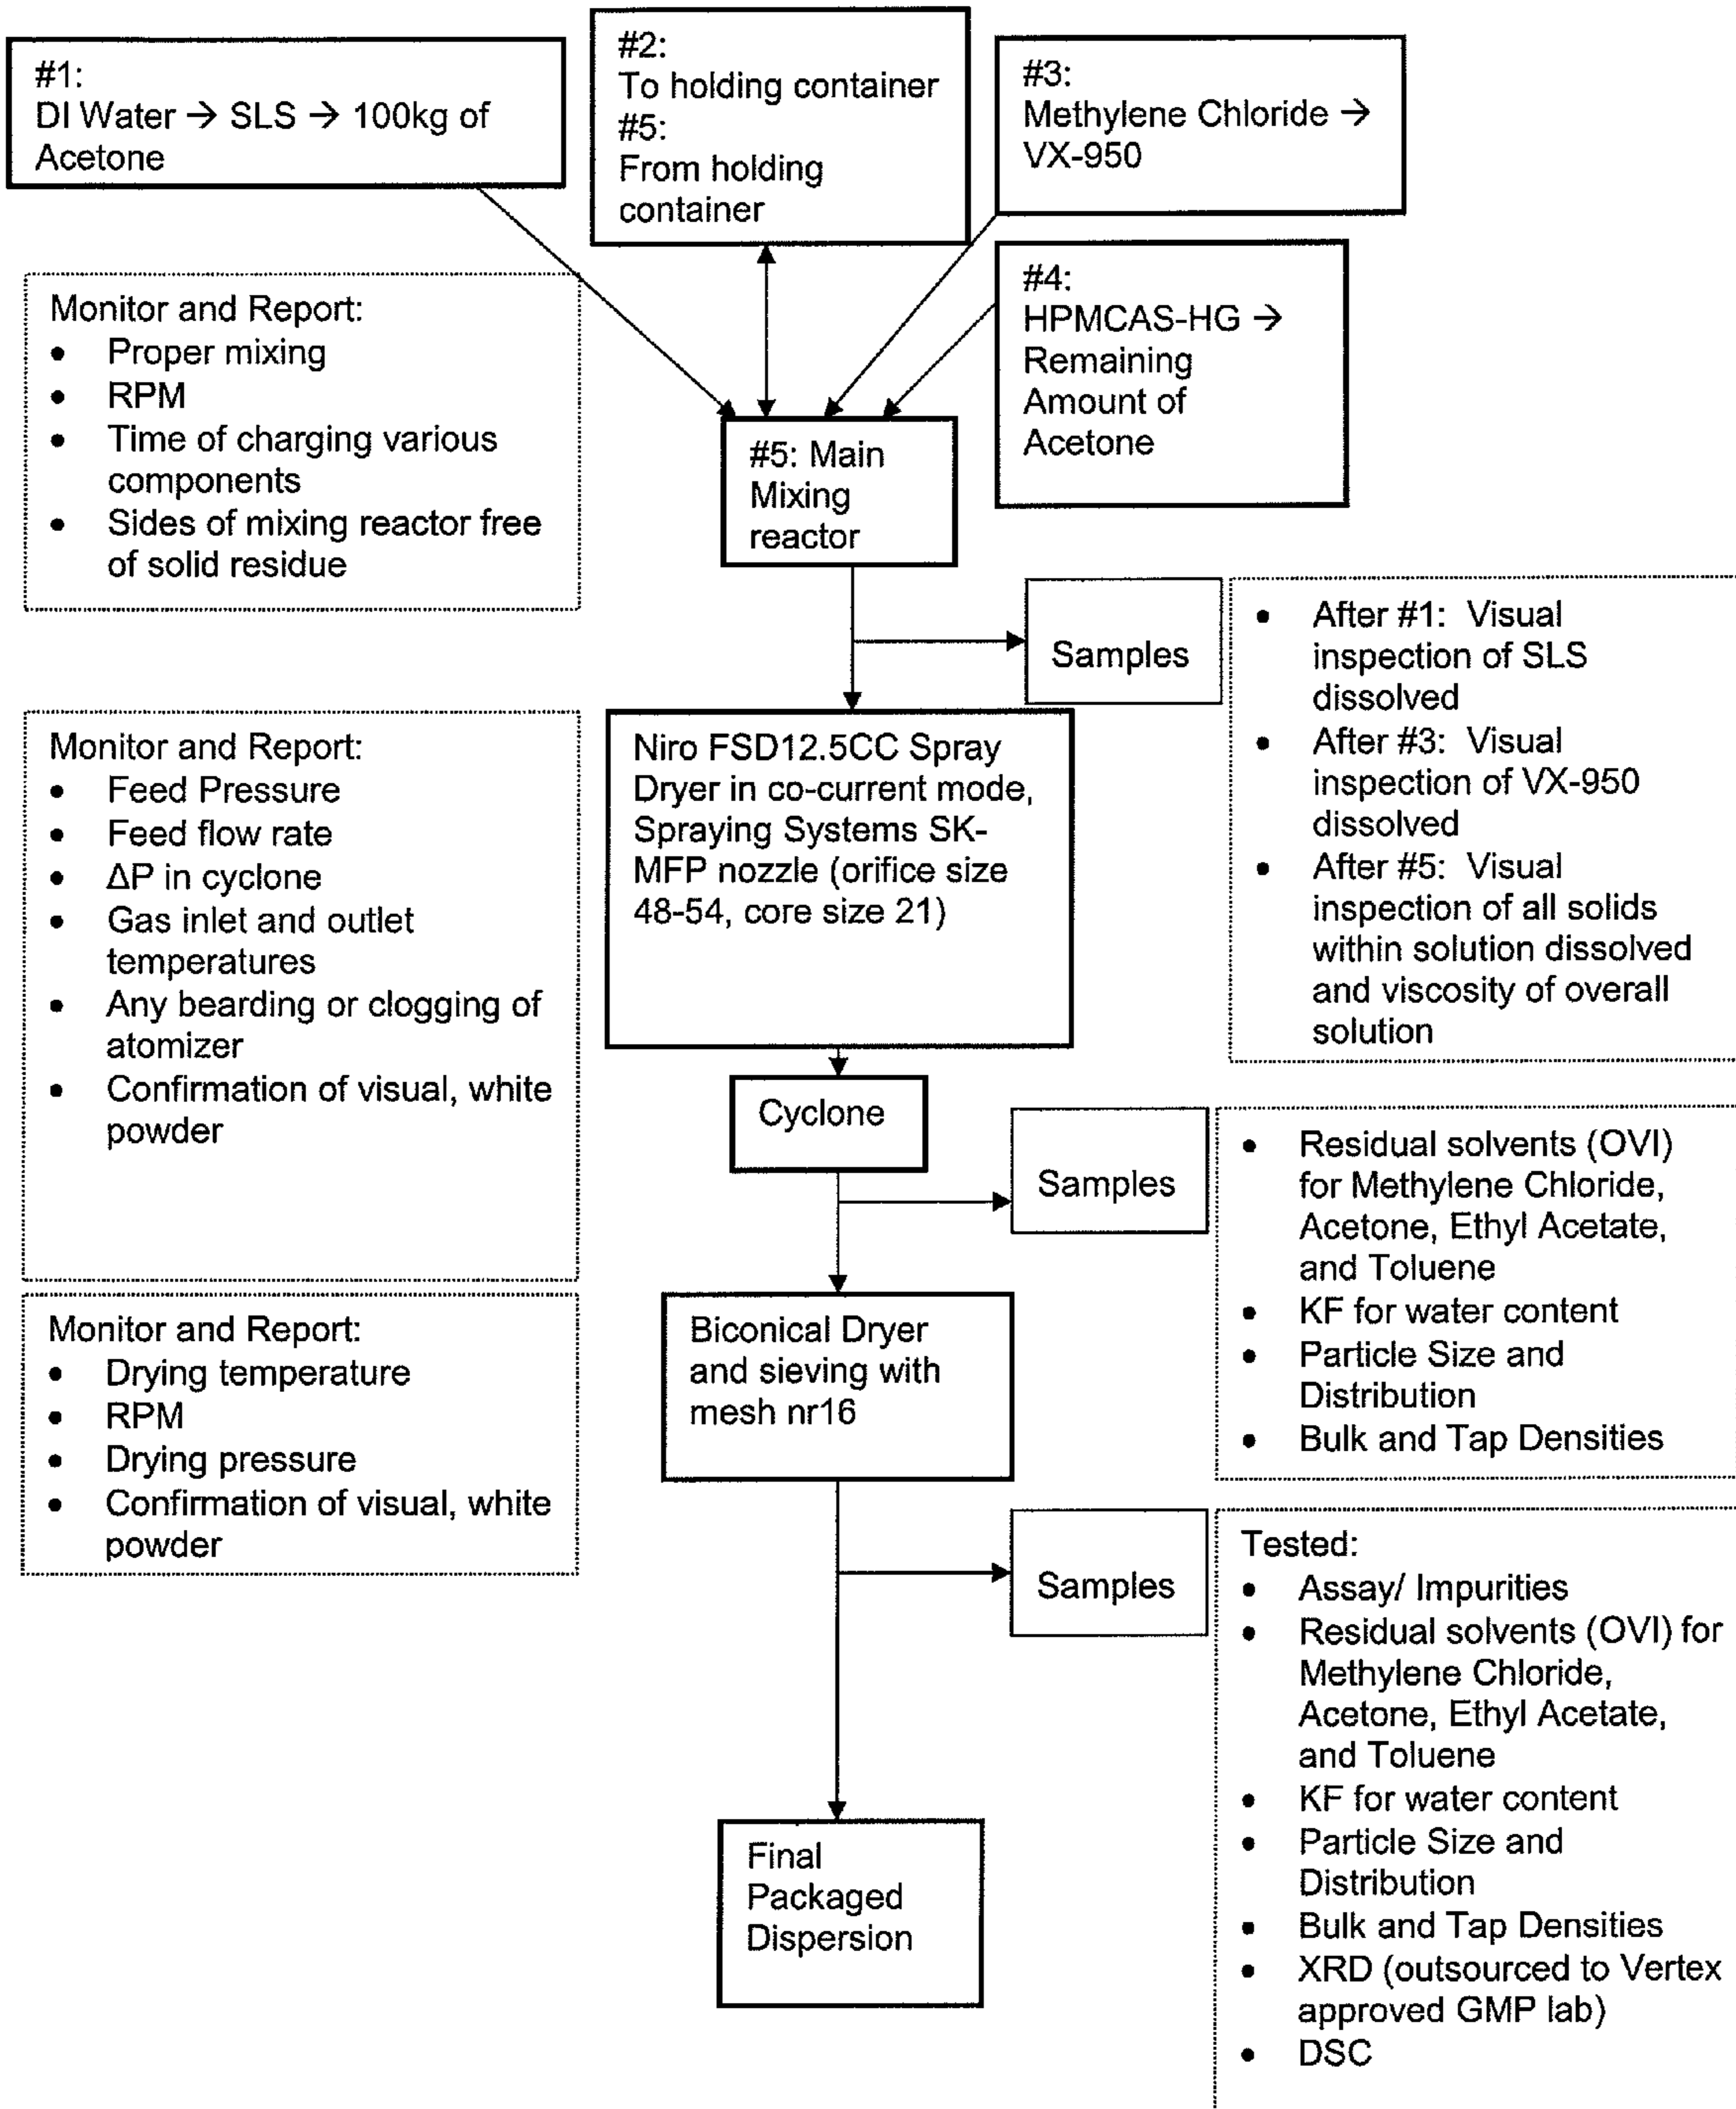 #1:
DI Water → SLS → 100kg of
Acetone
#2:
To holding container
#5:
From holding
container
#3:
Methylene Chloride →
VX-950
#4:
HPMCAS-HG →
Remaining
Amount of
Acetone
Monitor and Report:
• Proper mixing
• RPM
• Time of charging various
components
• Sides of mixing reactor free
of solid residue
#5: Main
Mixing
reactor
Samples
• After #1: Visual
inspection of SLS
dissolved
• After #3: Visual
inspection of VX-950
dissolved
• After #5: Visual
inspection of all solids
within solution dissolved
and viscosity of overall
solution
Monitor and Report:
• Feed Pressure
• Feed flow rate
• ΔP in cyclone
• Gas inlet and outlet
temperatures
• Any bearding or clogging of
atomizer
• Confirmation of visual, white
powder
Niro FSD12.5CC Spray
Dryer in co-current mode,
Spraying Systems SK-
MFP nozzle (orifice size
48-54, core size 21)
Cyclone
Samples
• Residual solvents (OVI)
for Methylene Chloride,
Acetone, Ethyl Acetate,
and Toluene
• KF for water content
• Particle Size and
Distribution
• Bulk and Tap Densities
Monitor and Report:
• Drying temperature
• RPM
• Drying pressure
• Confirmation of visual, white
powder
Biconical Dryer
and sieving with
mesh nr16
Samples
Tested:
• Assay/ Impurities
• Residual solvents (OVI) for
Methylene Chloride,
Acetone, Ethyl Acetate,
and Toluene
• KF for water content
• Particle Size and
Distribution
• Bulk and Tap Densities
• XRD (outsourced to Vertex
approved GMP lab)
• DSC
Final
Packaged
Dispersion